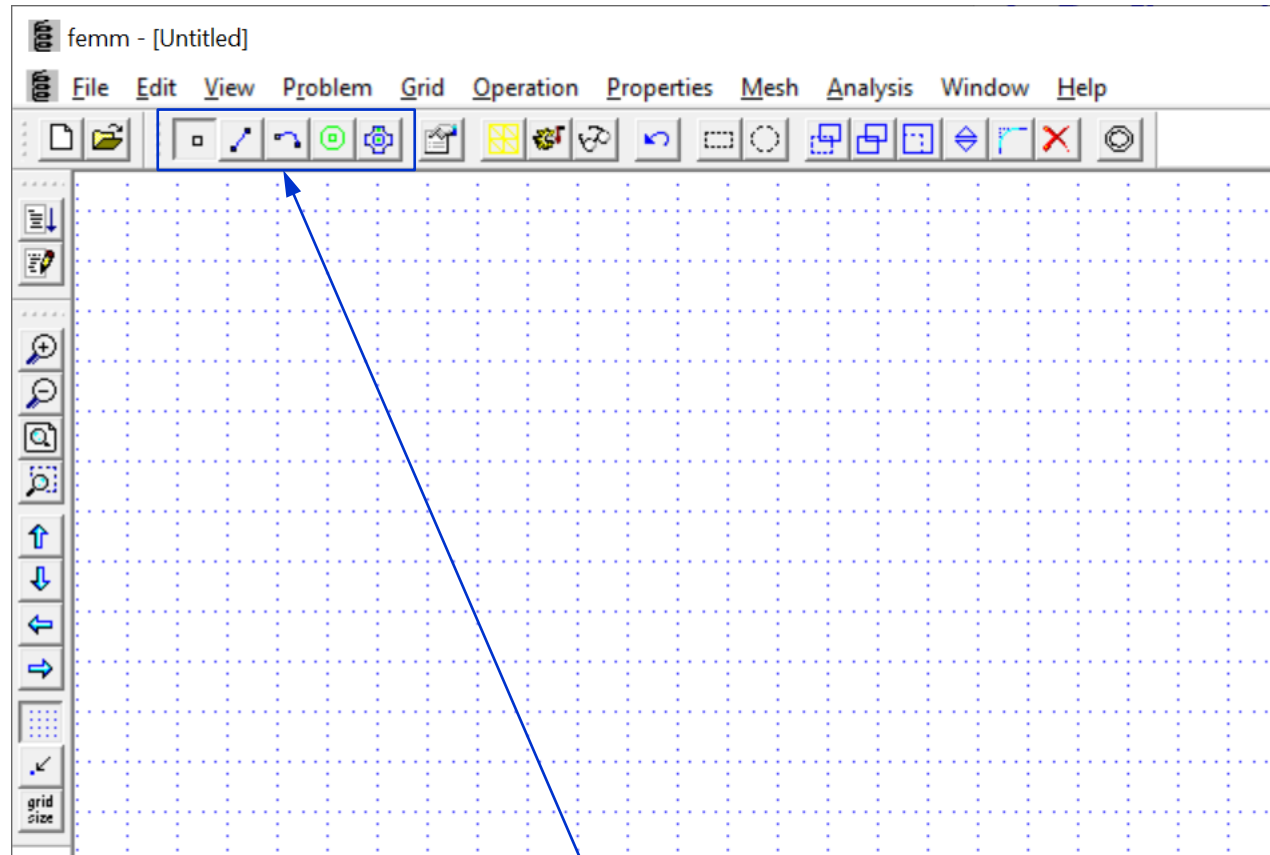 femm - [Untitled]
File Edit View Problem Grid Operation Properties Mesh Analysis Window Help
grid
size